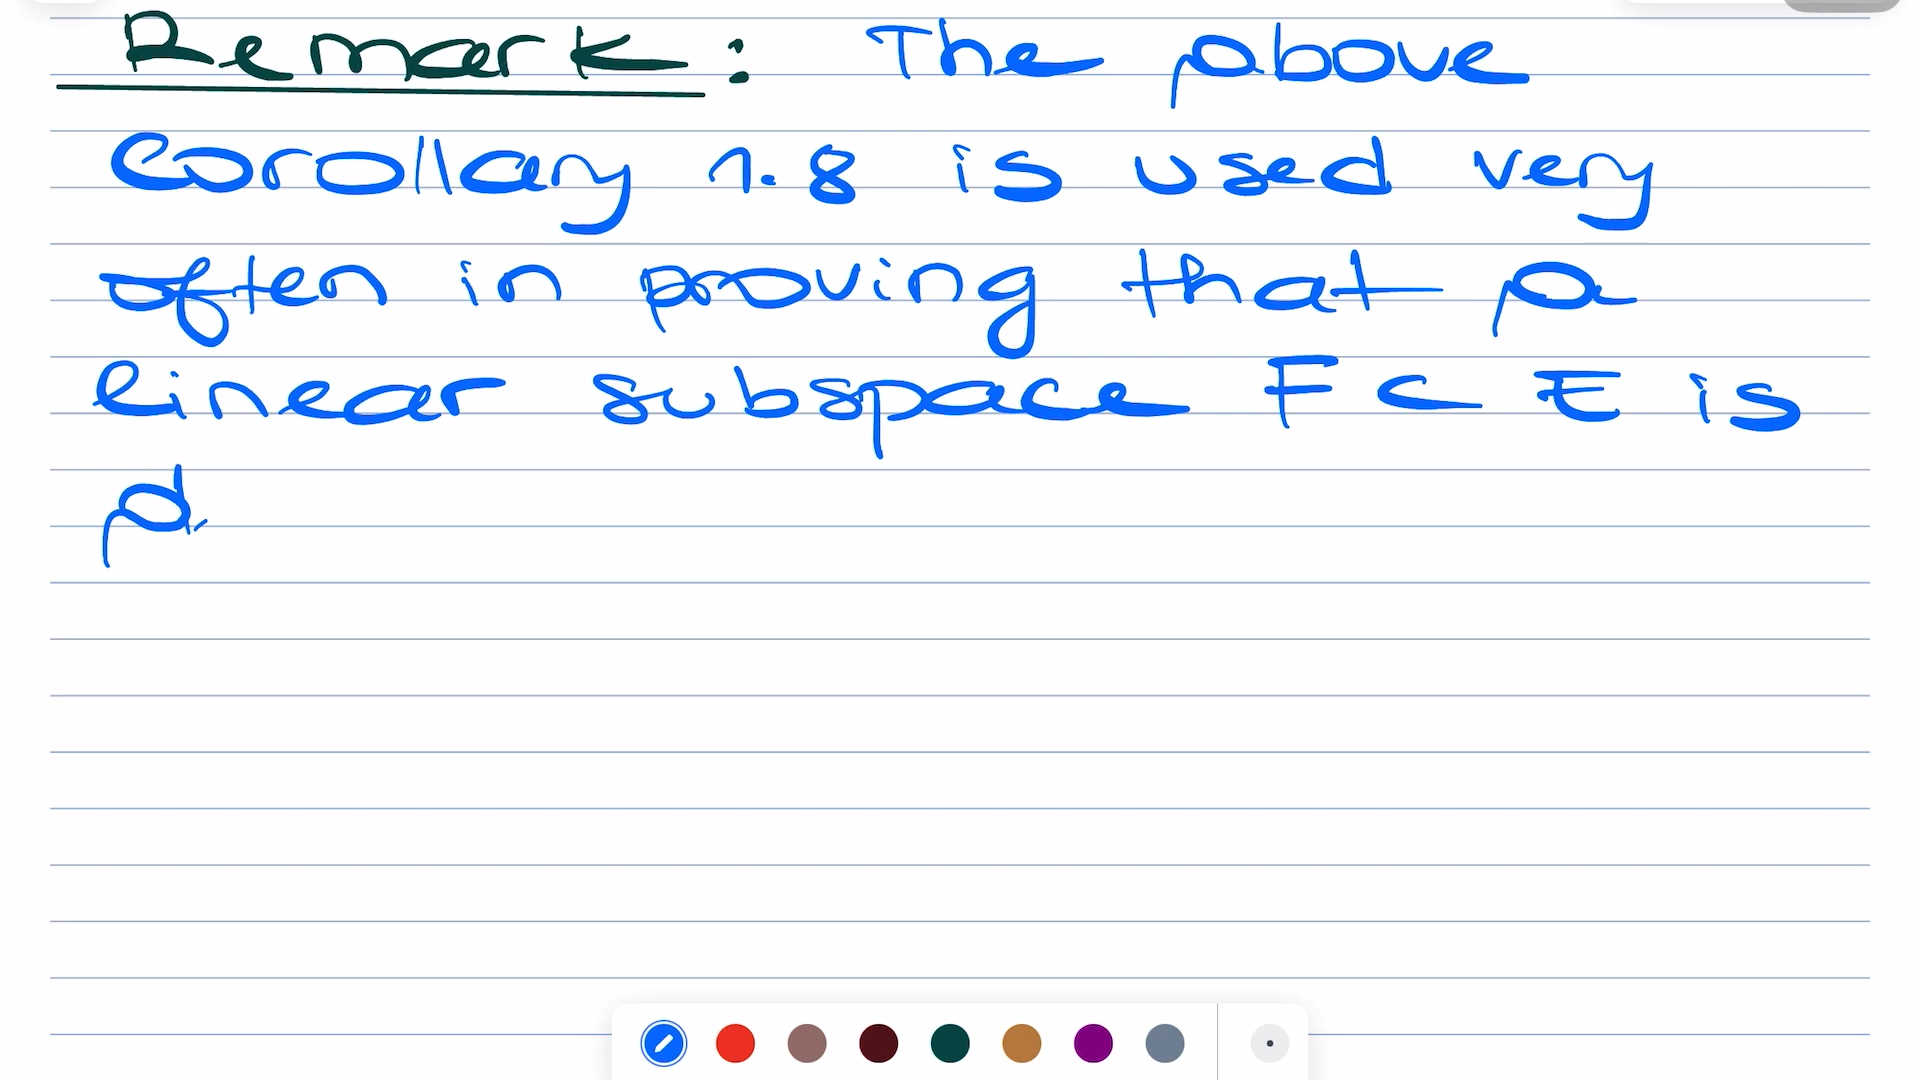 Remark: The above
Corollary 1.8 is used very
often in proving that a
linear subspace F ⊂ E is
d